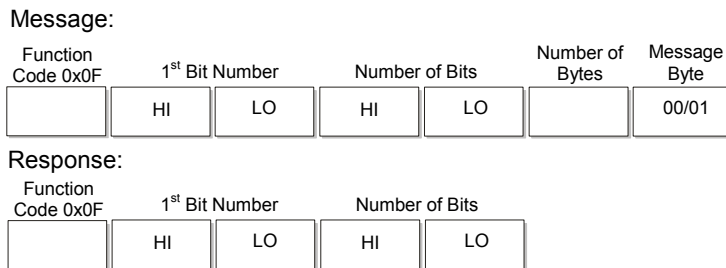 Message:
Function Code 0x0F
1st Bit Number
Number of Bits
Number of Bytes
Message Byte
HI LO HI LO 00/01
Response:
Function Code 0x0F
1st Bit Number
Number of Bits
HI LO HI LO